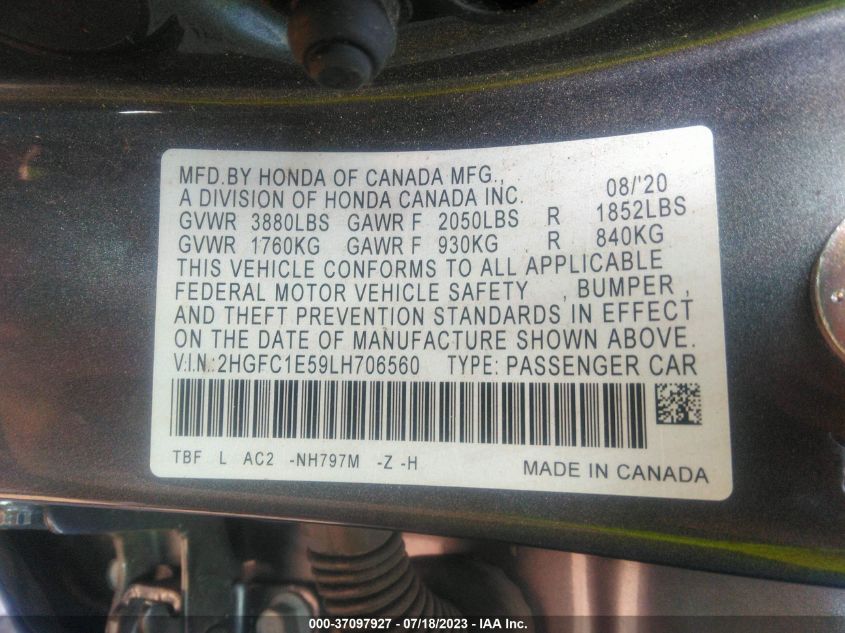 MFD.BY HONDA OF CANADA MFG.,
A DIVISION OF HONDA CANADA INC. 08/'20
GVWR 3880LBS GAWR F 2050LBS R 1852LBS
GVWR 1760KG GAWR F 930KG R 840KG
THIS VEHICLE CONFORMS TO ALL APPLICABLE
FEDERAL MOTOR VEHICLE SAFETY , BUMPER ,
AND THEFT PREVENTION STANDARDS IN EFFECT
ON THE DATE OF MANUFACTURE SHOWN ABOVE.
V.I.N.:2HGFC1E59LH706560 TYPE: PASSENGER CAR
TBF L AC2 -NH797M -Z -H
MADE IN CANADA
000-37097927 - 07/18/2023 - IAA Inc.